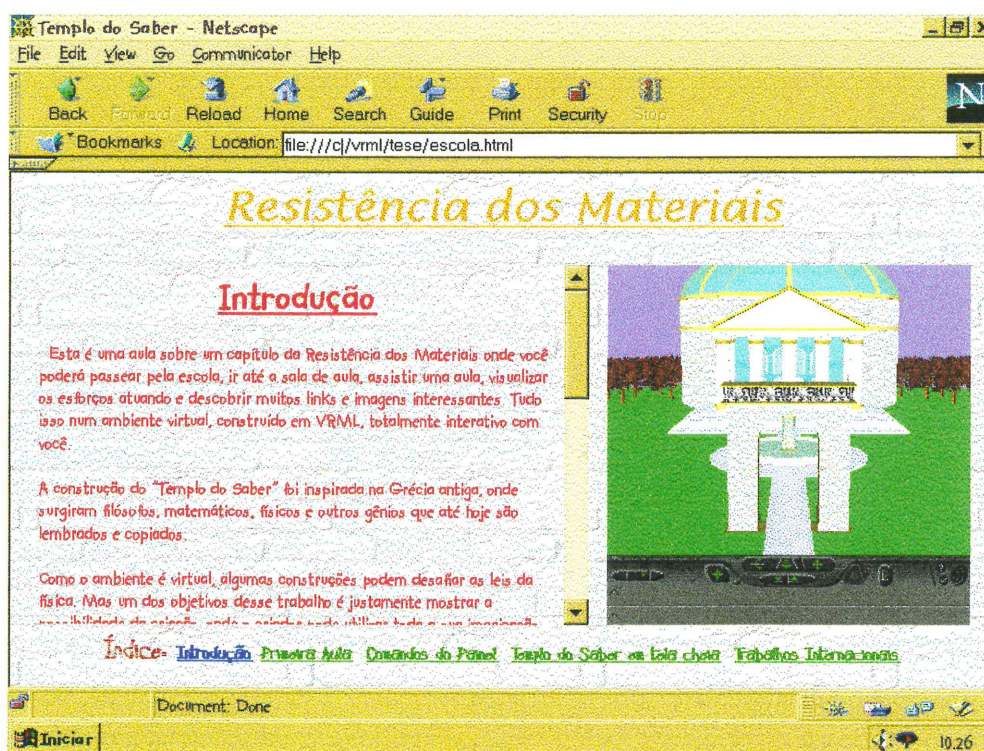 Templo do Saber - Netscape
File Edit View Go Communicator Help
Back Forward Reload Home Search Guide Print Security Stop
N
Bookmarks Location: file:///c|/vrml/tese/escola.html
Resistência dos Materiais
Introdução
Esta é uma aula sobre um capítulo da Resistência dos Materiais onde você
poderá passear pela escola, ir até a sala de aula, assistir uma aula, visualizar
os esforços atuando e descobrir muitos links e imagens interessantes. Tudo
isso num ambiente virtual, construído em VRML, totalmente interativo com
você.
A construção do "Templo do Saber" foi inspirada na Grécia antiga, onde
surgiram filósofos, matemáticos, físicos e outros gênios que até hoje são
lembrados e copiados.
Como o ambiente é virtual, algumas construções podem desafiar as leis da
física. Mas um dos objetivos desse trabalho é justamente mostrar a
Índice- Introdução Primeira Aula Comandos do Painel Templo do Saber em tela cheia Trabalhos Internacionais
Document: Done
Iniciar 10:26